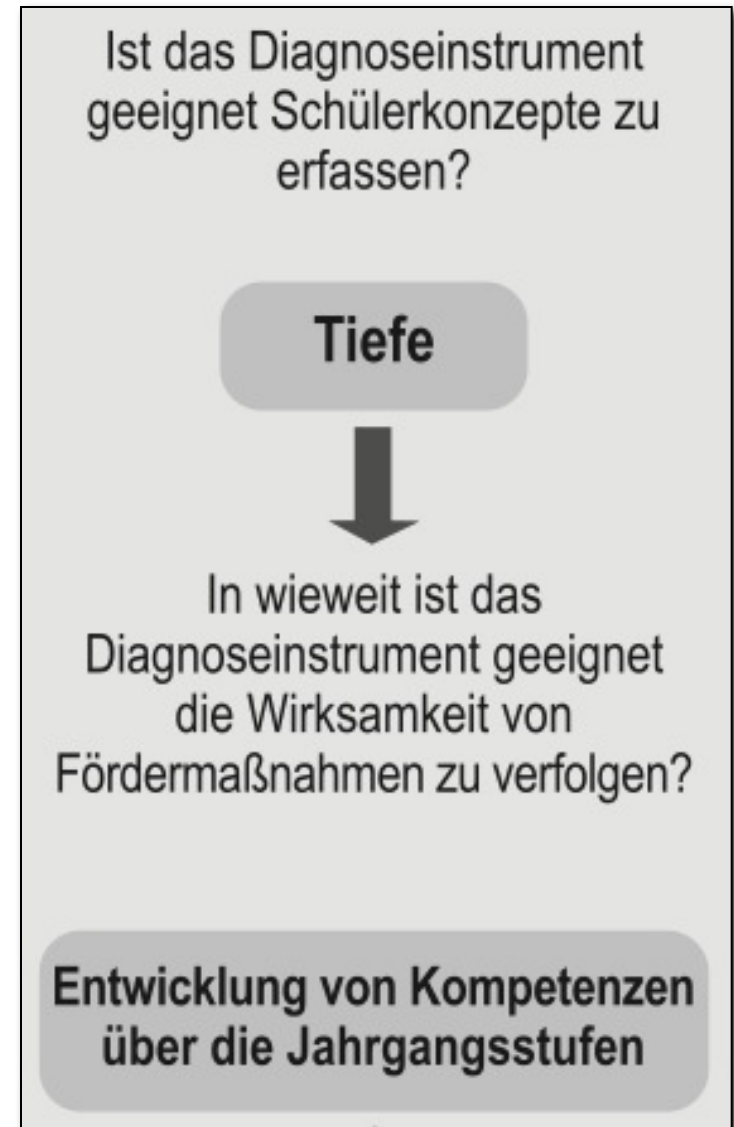 Ist das Diagnoseinstrument
geeignet Schülerkonzepte zu
erfassen?
Tiefe
In wieweit ist das
Diagnoseinstrument geeignet
die Wirksamkeit von
Fördermaßnahmen zu verfolgen?
Entwicklung von Kompetenzen
über die Jahrgangsstufen